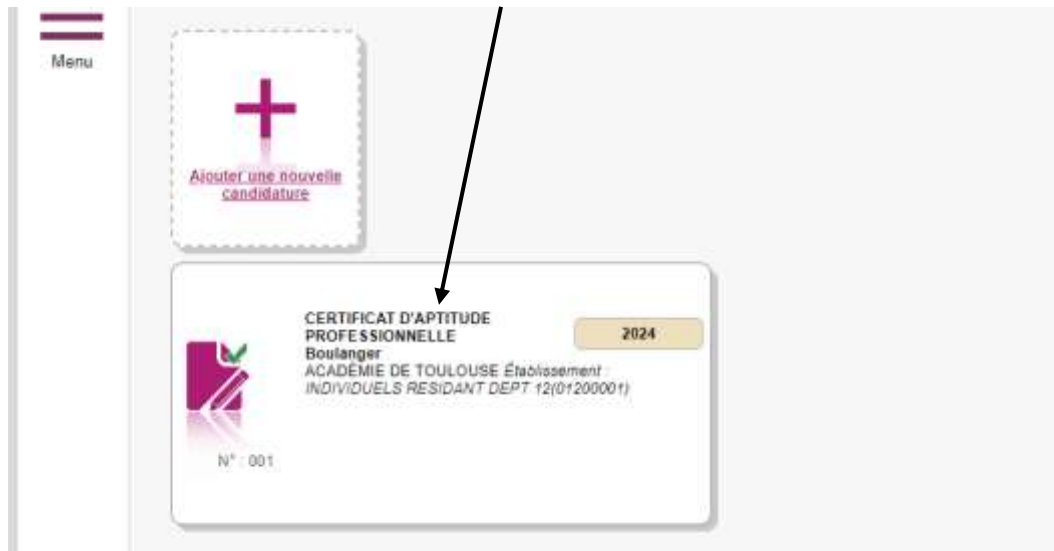 Menu
Ajouter une nouvelle
candidature
CERTIFICAT D'APTITUDE
PROFESSIONNELLE
2024
Boulanger
ACADÉMIE DE TOULOUSE Établissement :
INDIVIDUELS RESIDANT DEPT 12(01200001)
N° : 001